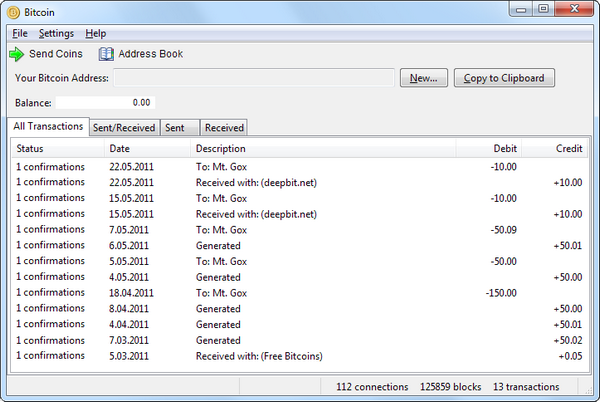 Bitcoin
File Settings Help
Send Coins Address Book
Your Bitcoin Address: New... Copy to Clipboard
Balance: 0.00
All Transactions Sent/Received Sent Received
Status Date Description Debit Credit
1 confirmations 22.05.2011 To: Mt. Gox -10.00
1 confirmations 22.05.2011 Received with: (deepbit.net) +10.00
1 confirmations 15.05.2011 To: Mt. Gox -10.00
1 confirmations 15.05.2011 Received with: (deepbit.net) +10.00
1 confirmations 7.05.2011 To: Mt. Gox -50.09
1 confirmations 6.05.2011 Generated +50.01
1 confirmations 5.05.2011 To: Mt. Gox -50.00
1 confirmations 4.05.2011 Generated +50.00
1 confirmations 18.04.2011 To: Mt. Gox -150.00
1 confirmations 8.04.2011 Generated +50.00
1 confirmations 4.04.2011 Generated +50.01
1 confirmations 7.03.2011 Generated +50.02
1 confirmations 5.03.2011 Received with: (Free Bitcoins) +0.05
112 connections 125859 blocks 13 transactions